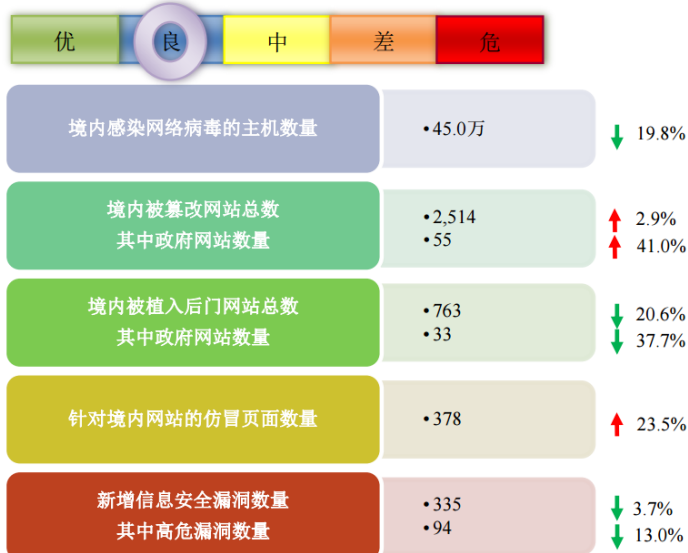 优 良 中 差 危
境内感染网络病毒的主机数量 •45.0万 19.8%
境内被篡改网站总数 •2,514 2.9%
其中政府网站数量 •55 41.0%
境内被植入后门网站总数 •763 20.6%
其中政府网站数量 •33 37.7%
针对境内网站的仿冒页面数量 •378 23.5%
新增信息安全漏洞数量 •335 3.7%
其中高危漏洞数量 •94 13.0%